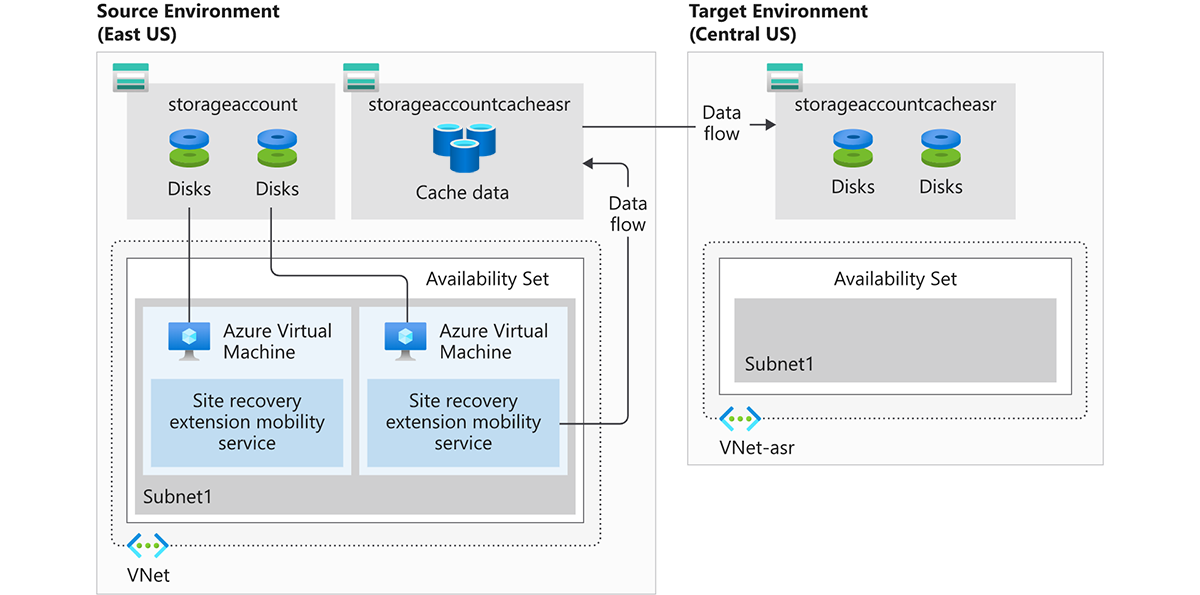 Source Environment
(East US)
storageaccount
Disks
Disks
storageaccountcacheasr
Cache data
Data
flow
Availability Set
Azure Virtual
Machine
Site recovery
extension mobility
service
Azure Virtual
Machine
Site recovery
extension mobility
service
Subnet1
VNet
Data
flow
Target Environment
(Central US)
storageaccountcacheasr
Disks
Disks
Availability Set
Subnet1
VNet-asr